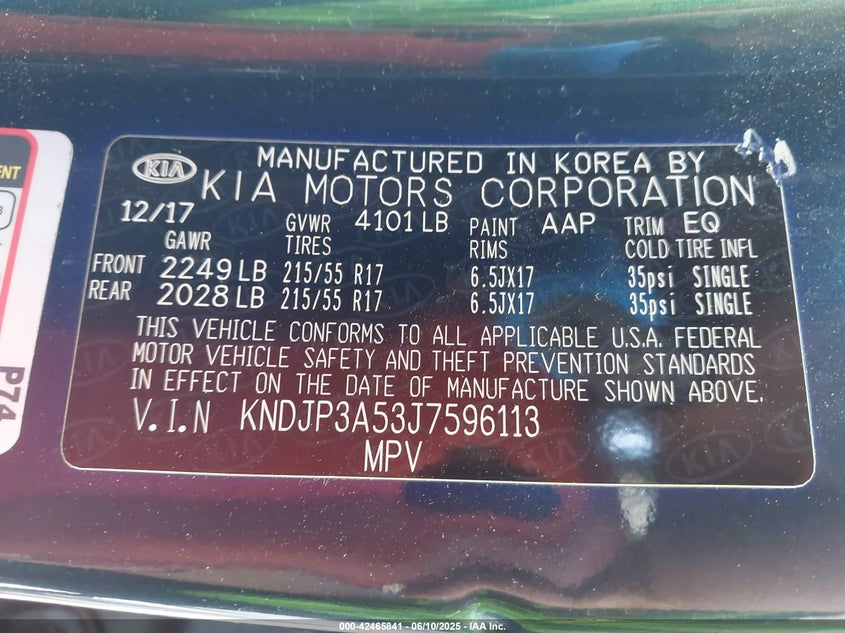 KIA
MANUFACTURED IN KOREA BY
KIA MOTORS CORPORATION
12/17 GVWR 4101 LB PAINT AAP TRIM EQ
GAWR TIRES RIMS COLD TIRE INFL
FRONT 2249 LB 215/55 R17 6.5JX17 35psi SINGLE
REAR 2028 LB 215/55 R17 6.5JX17 35psi SINGLE
THIS VEHICLE CONFORMS TO ALL APPLICABLE U.S.A. FEDERAL
MOTOR VEHICLE SAFETY AND THEFT PREVENTION STANDARDS
IN EFFECT ON THE DATE OF MANUFACTURE SHOWN ABOVE.
V.I.N KNDJP3A53J7596113
MPV
P74
000-42465841 - 06/10/2025 - IAA Inc.